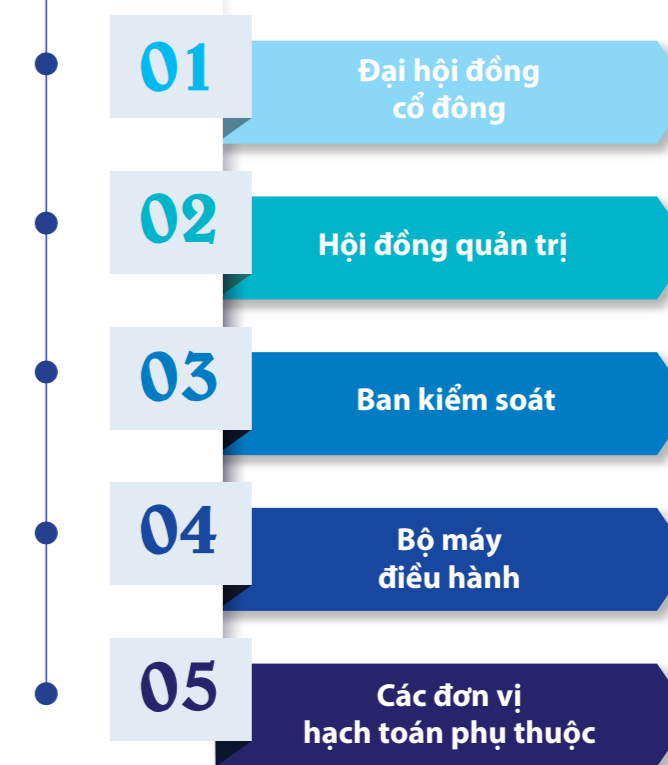 01
Đại hội đồng
cổ đông
02
Hội đồng quản trị
03
Ban kiểm soát
04
Bộ máy
điều hành
05
Các đơn vị
hạch toán phụ thuộc